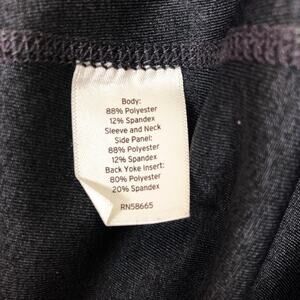 Body:
88% Polyester
12% Spandex
Sleeve and Neck
Side Panel:
88% Polyester
12% Spandex
Back Yoke Insert:
80% Polyester
20% Spandex
RN58665